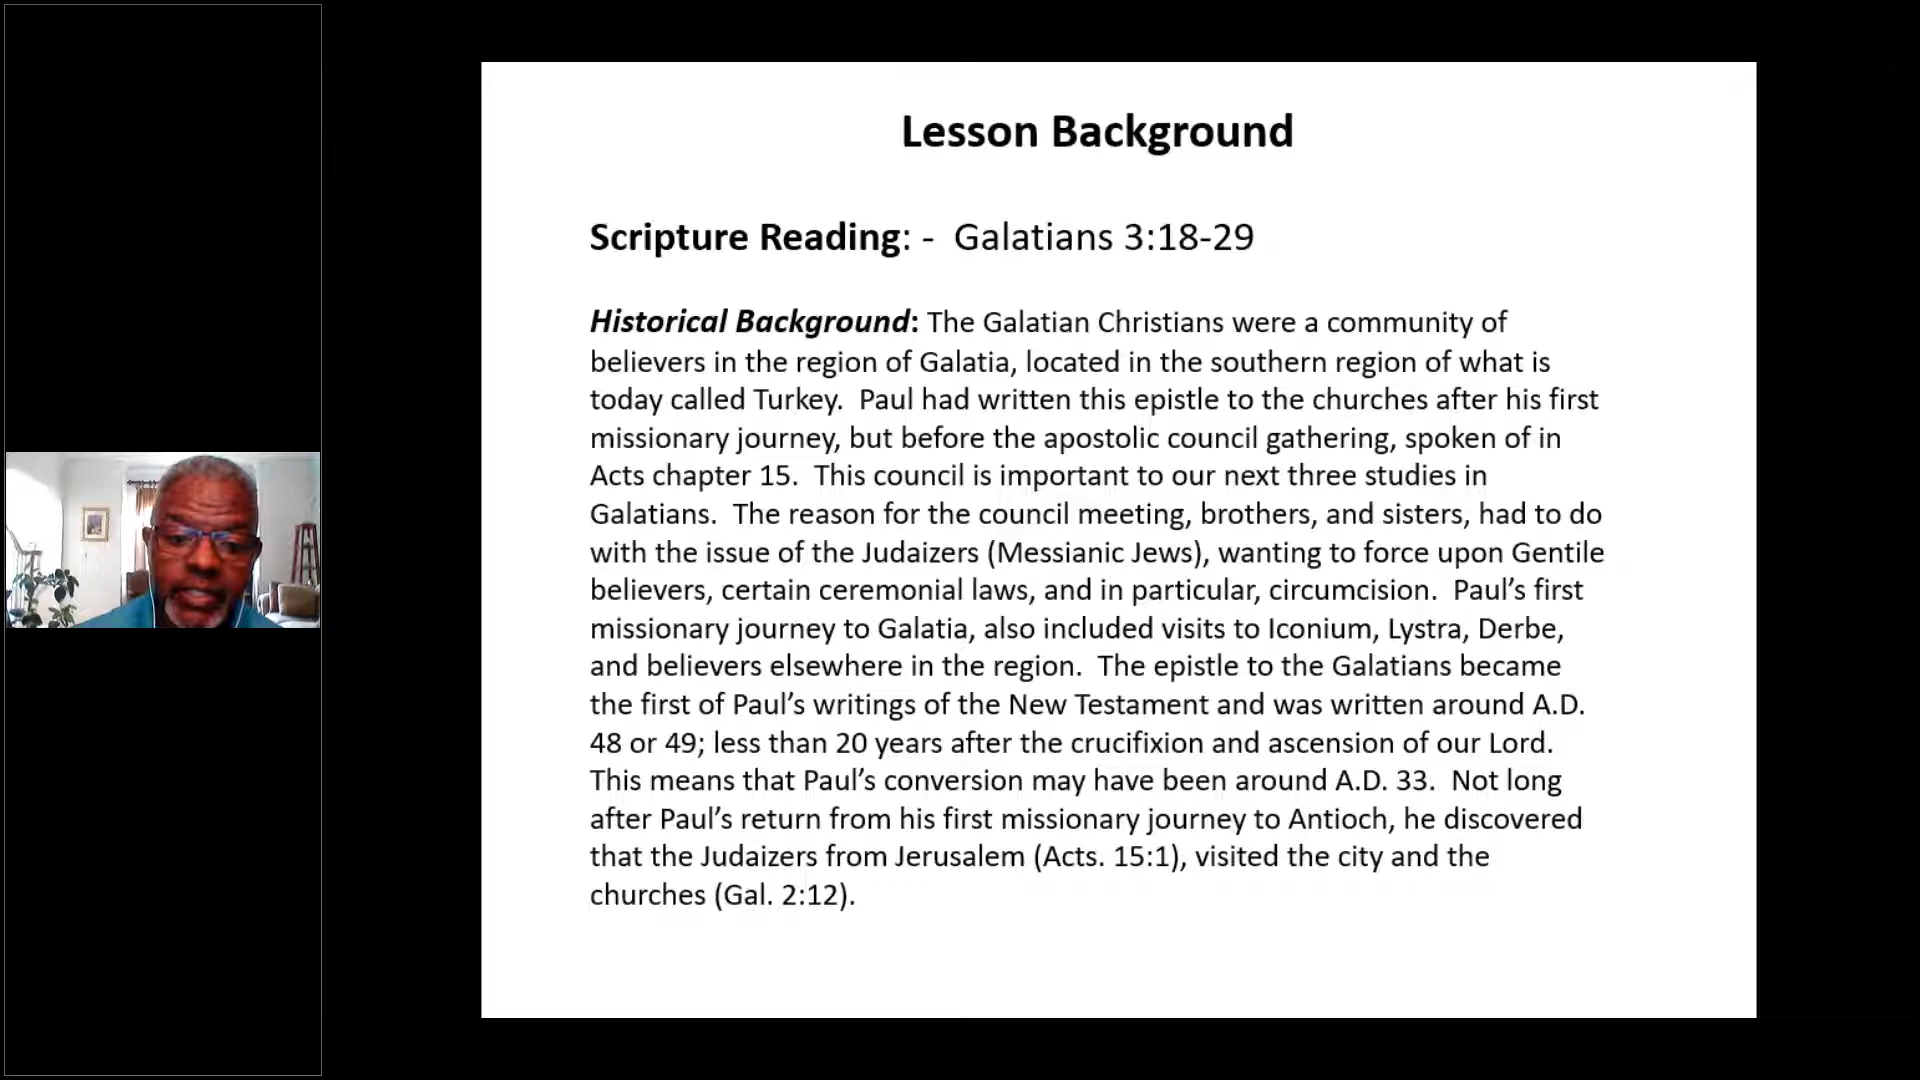 Lesson Background
Scripture Reading: -  Galatians 3:18-29
Historical Background: The Galatian Christians were a community of
believers in the region of Galatia, located in the southern region of what is
today called Turkey.  Paul had written this epistle to the churches after his first
missionary journey, but before the apostolic council gathering, spoken of in
Acts chapter 15.  This council is important to our next three studies in
Galatians.  The reason for the council meeting, brothers, and sisters, had to do
with the issue of the Judaizers (Messianic Jews), wanting to force upon Gentile
believers, certain ceremonial laws, and in particular, circumcision.  Paul’s first
missionary journey to Galatia, also included visits to Iconium, Lystra, Derbe,
and believers elsewhere in the region.  The epistle to the Galatians became
the first of Paul’s writings of the New Testament and was written around A.D.
48 or 49; less than 20 years after the crucifixion and ascension of our Lord.
This means that Paul’s conversion may have been around A.D. 33.  Not long
after Paul’s return from his first missionary journey to Antioch, he discovered
that the Judaizers from Jerusalem (Acts. 15:1), visited the city and the
churches (Gal. 2:12).